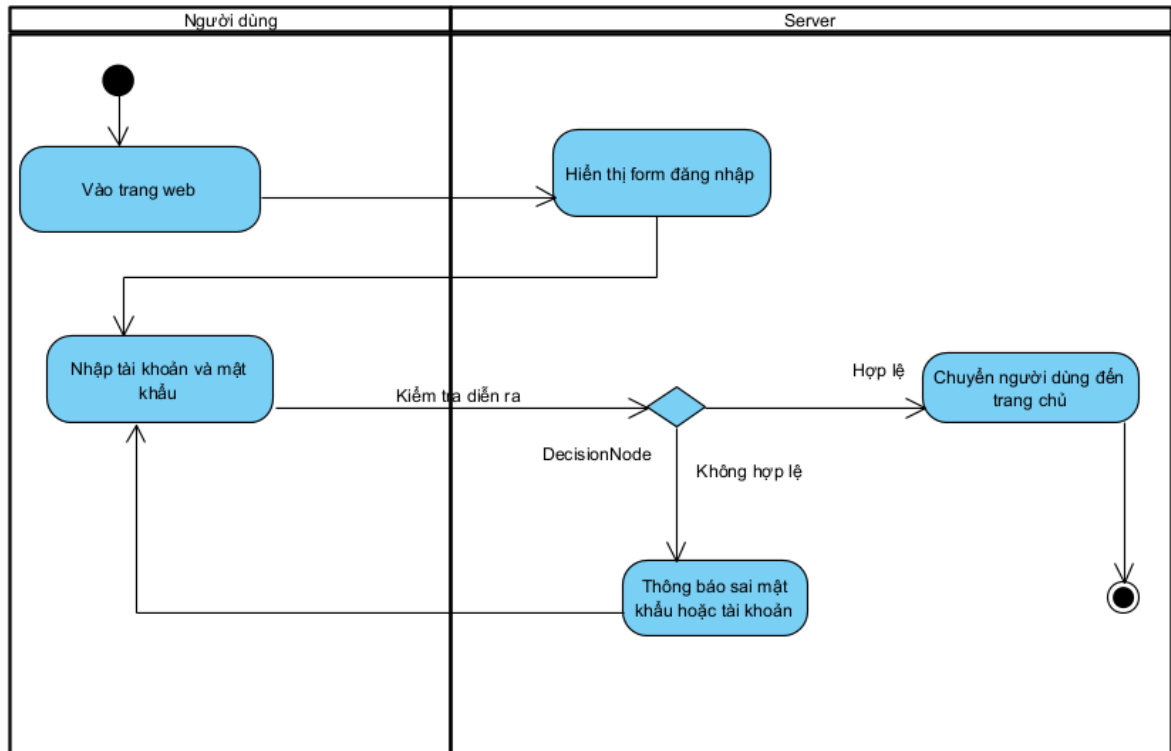 Người dùng
Server
Vào trang web
Hiển thị form đăng nhập
Nhập tài khoản và mật
khẩu
Kiểm tra diễn ra
DecisionNode
Hợp lệ
Chuyển người dùng đến
trang chủ
Không hợp lệ
Thông báo sai mật
khẩu hoặc tài khoản